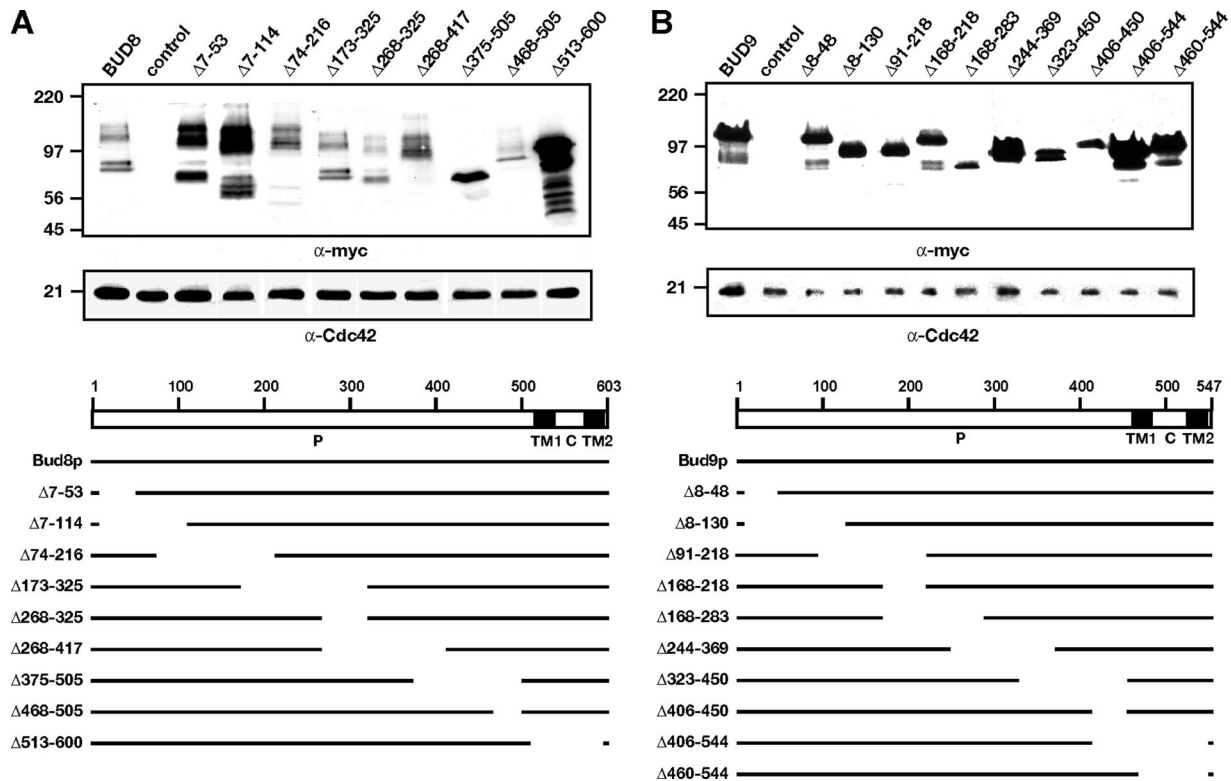 A
BUD8 control Δ7-53 Δ7-114 Δ74-216 Δ173-325 Δ268-325 Δ268-417 Δ375-505 Δ468-505 Δ513-600
220
97
56
45
α-myc
21
α-Cdc42
1 100 200 300 400 500 603
P TM1 C TM2
Bud8p
Δ7-53
Δ7-114
Δ74-216
Δ173-325
Δ268-325
Δ268-417
Δ375-505
Δ468-505
Δ513-600
B
BUD9 control Δ8-48 Δ8-130 Δ91-218 Δ168-218 Δ168-283 Δ244-369 Δ323-450 Δ406-450 Δ406-544 Δ460-544
220
97
56
45
α-myc
21
α-Cdc42
1 100 200 300 400 500 547
P TM1 C TM2
Bud9p
Δ8-48
Δ8-130
Δ91-218
Δ168-218
Δ168-283
Δ244-369
Δ323-450
Δ406-450
Δ406-544
Δ460-544